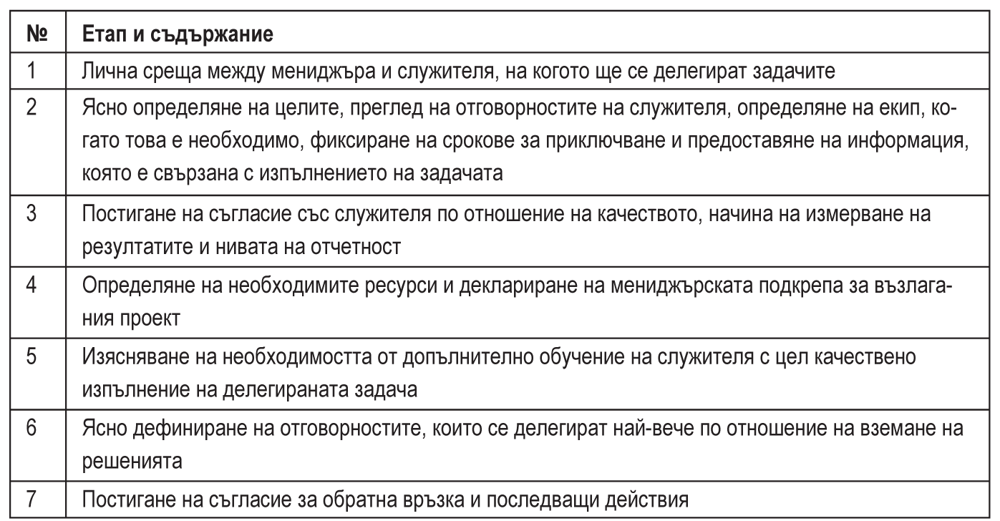 № Етап и съдържание
1 Лична среща между мениджъра и служителя, на когото ще се делегират задачите
2 Ясно определяне на целите, преглед на отговорностите на служителя, определяне на екип, ко-
гато това е необходимо, фиксиране на срокове за приключване и предоставяне на информация,
която е свързана с изпълнението на задачата
3 Постигане на съгласие със служителя по отношение на качеството, начина на измерване на
резултатите и нивата на отчетност
4 Определяне на необходимите ресурси и деклариране на мениджърската подкрепа за възлага-
ния проект
5 Изясняване на необходимостта от допълнително обучение на служителя с цел качествено
изпълнение на делегираната задача
6 Ясно дефиниране на отговорностите, които се делегират най-вече по отношение на вземане на
решенията
7 Постигане на съгласие за обратна връзка и последващи действия